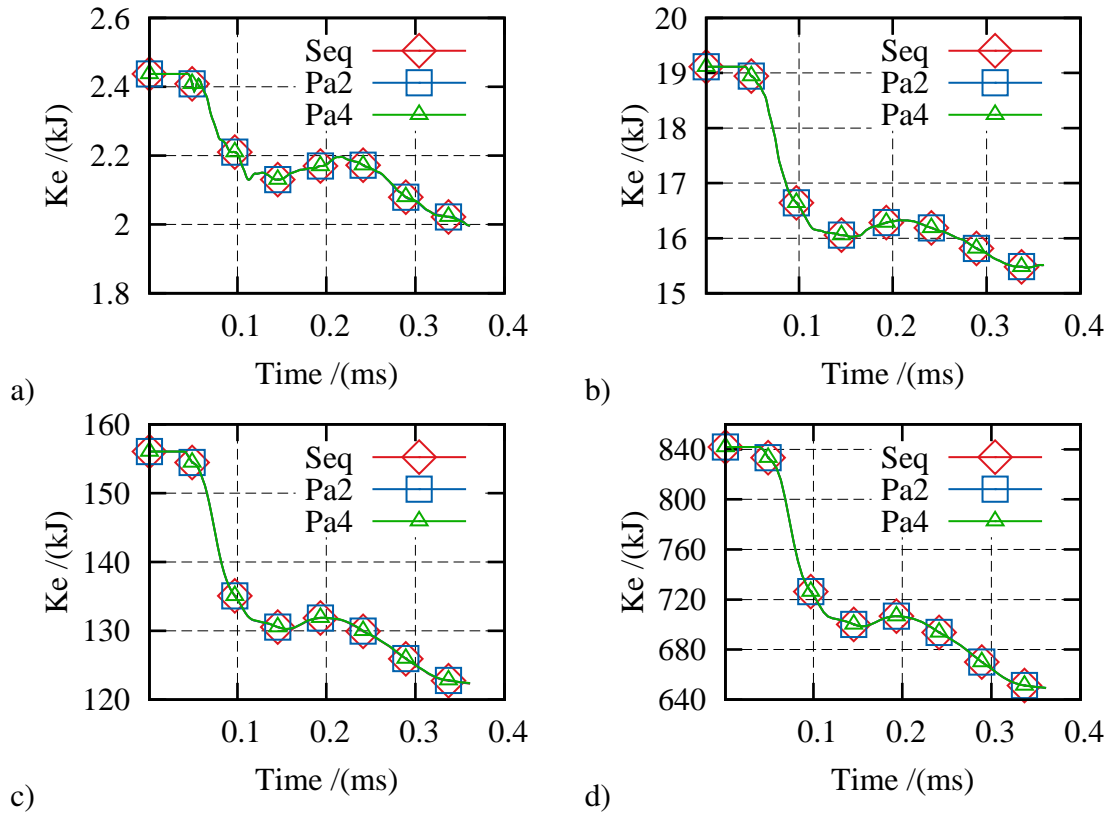 2.6
2.4
2.2
2
1.8
Ke /(kJ)
Seq
Pa2
Pa4
0.1 0.2 0.3 0.4
Time /(ms)
a)
20
19
18
17
16
15
Ke /(kJ)
Seq
Pa2
Pa4
0.1 0.2 0.3 0.4
Time /(ms)
b)
160
150
140
130
120
Ke /(kJ)
Seq
Pa2
Pa4
0.1 0.2 0.3 0.4
Time /(ms)
c)
840
800
760
720
680
640
Ke /(kJ)
Seq
Pa2
Pa4
0.1 0.2 0.3 0.4
Time /(ms)
d)